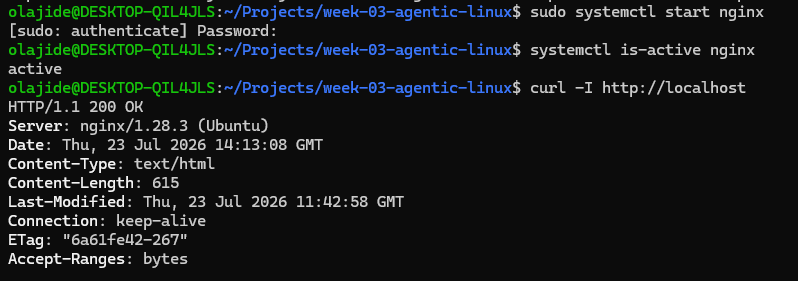 olajide@DESKTOP-QIL4JLS:~/Projects/week-03-agentic-linux$ sudo systemctl start nginx
[sudo: authenticate] Password:
olajide@DESKTOP-QIL4JLS:~/Projects/week-03-agentic-linux$ systemctl is-active nginx
active
olajide@DESKTOP-QIL4JLS:~/Projects/week-03-agentic-linux$ curl -I http://localhost
HTTP/1.1 200 OK
Server: nginx/1.28.3 (Ubuntu)
Date: Thu, 23 Jul 2026 14:13:08 GMT
Content-Type: text/html
Content-Length: 615
Last-Modified: Thu, 23 Jul 2026 11:42:58 GMT
Connection: keep-alive
ETag: "6a61fe42-267"
Accept-Ranges: bytes